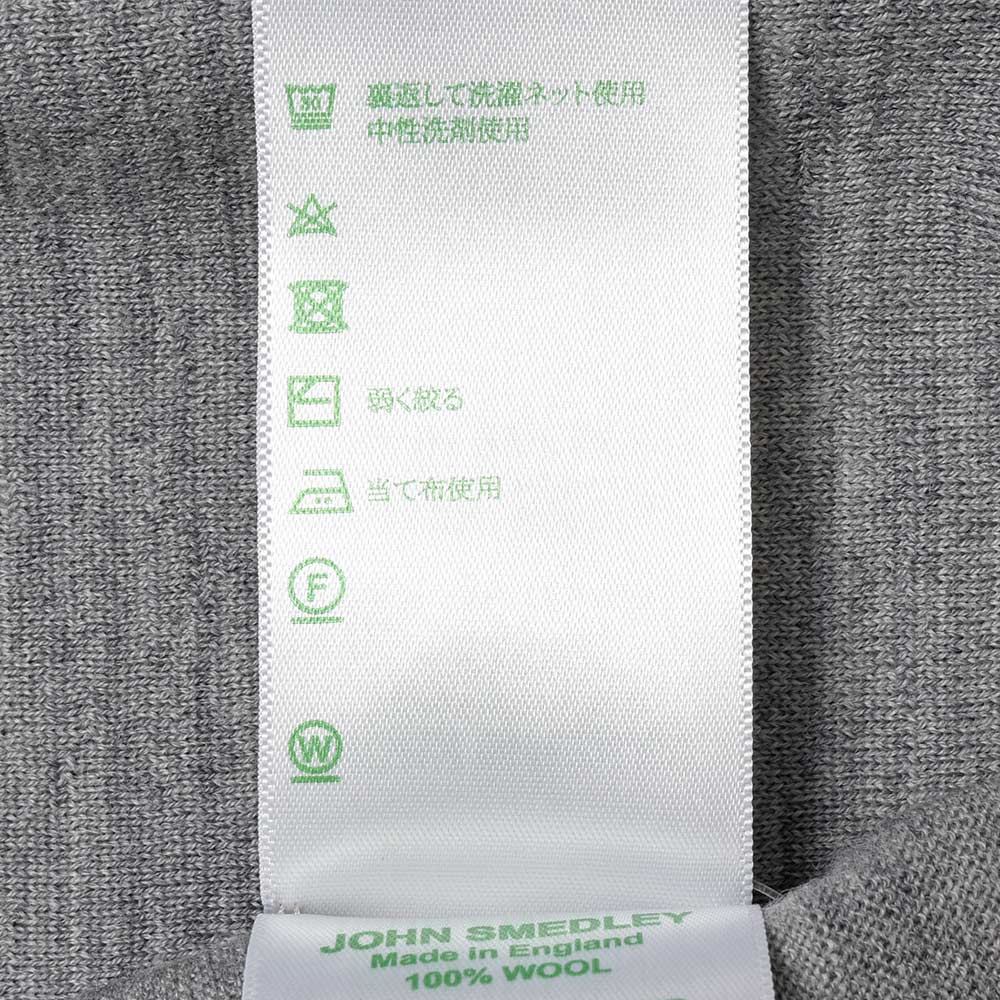 30
裏返して洗濯ネット使用
中性洗剤使用
弱く絞る
当て布使用
F
W
JOHN SMEDLEY
Made in England
100% WOOL